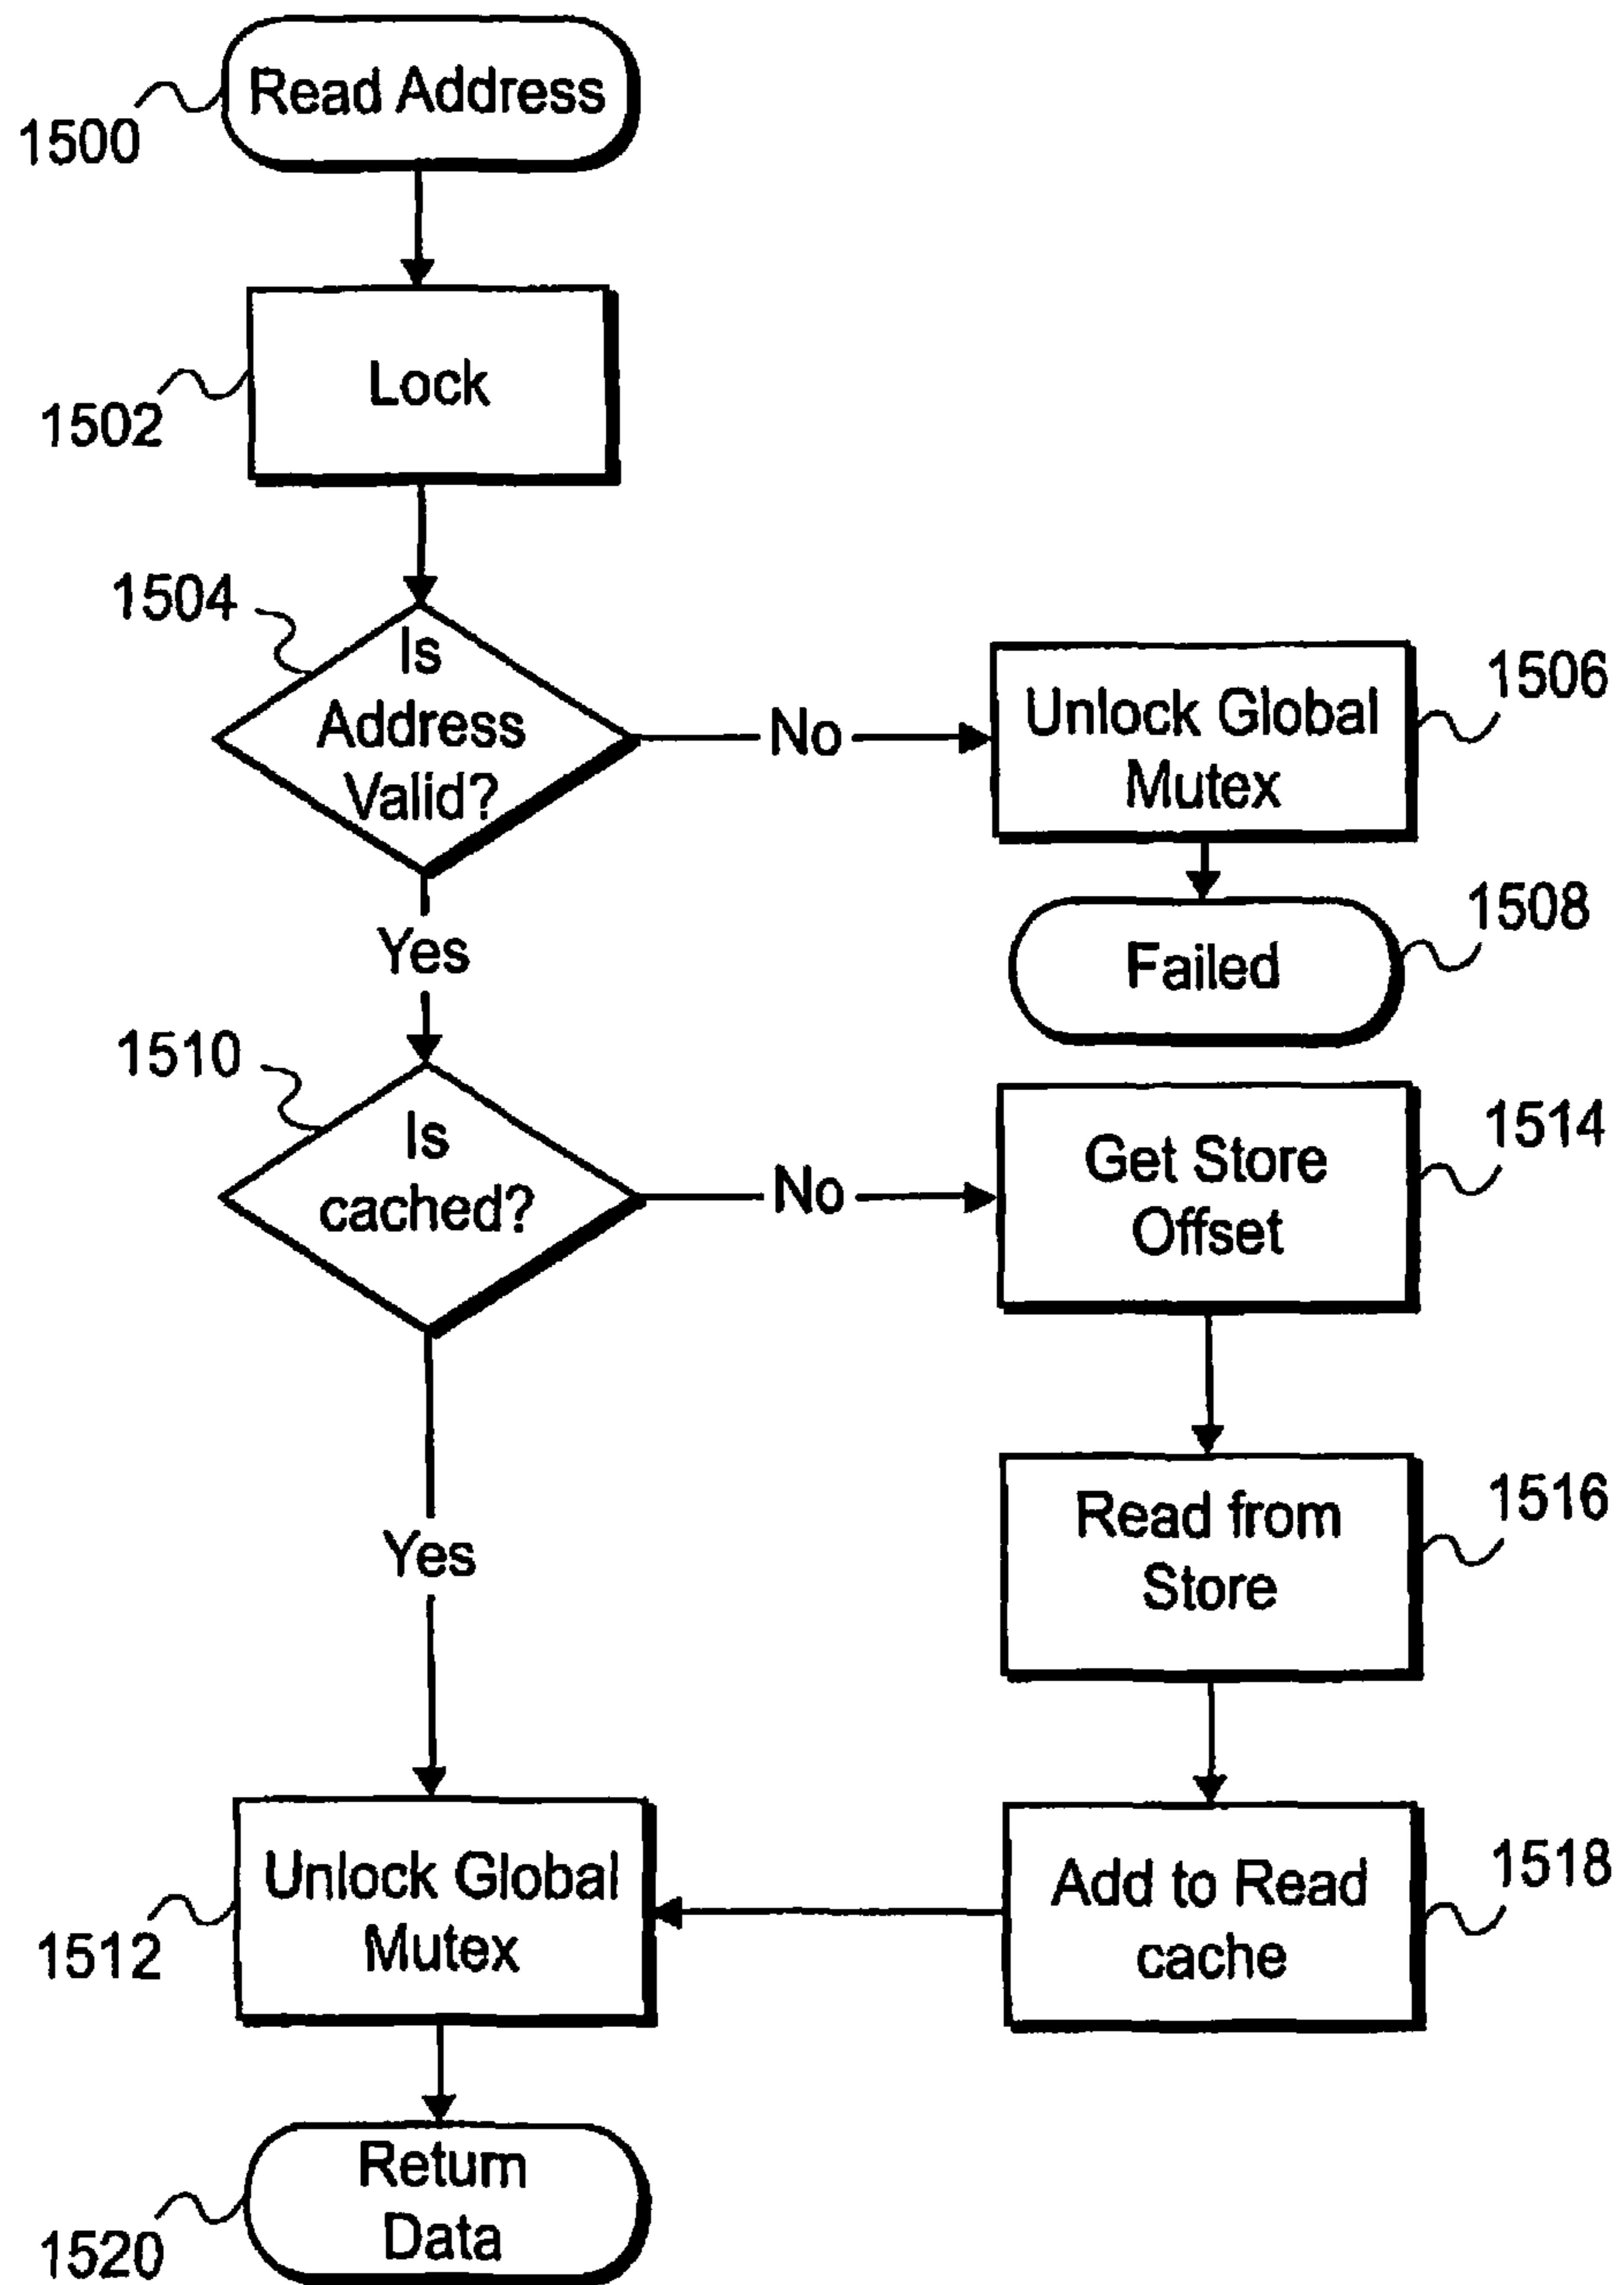 Read Address
1500
Lock
1502
1504
Is
Address
Valid?
No
Unlock Global
Mutex
1506
Yes
Failed
1508
1510
Is
cached?
No
Get Store
Offset
1514
Read from
Store
1516
Yes
Unlock Global
Mutex
1512
Add to Read
cache
1518
Return
Data
1520